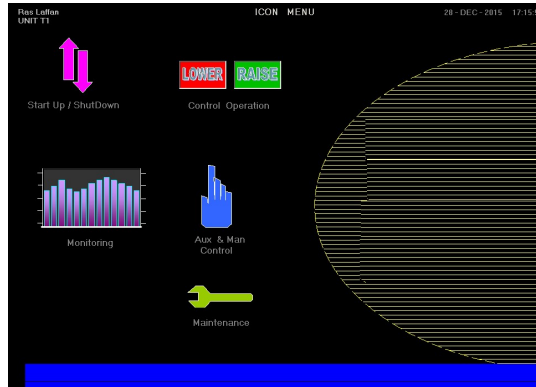 Ras Laffan
UNIT T1
ICON MENU
28-DEC-2015
Start Up / ShutDown
LOWER RAISE
Control Operation
Monitoring
Aux & Man
Control
Maintenance